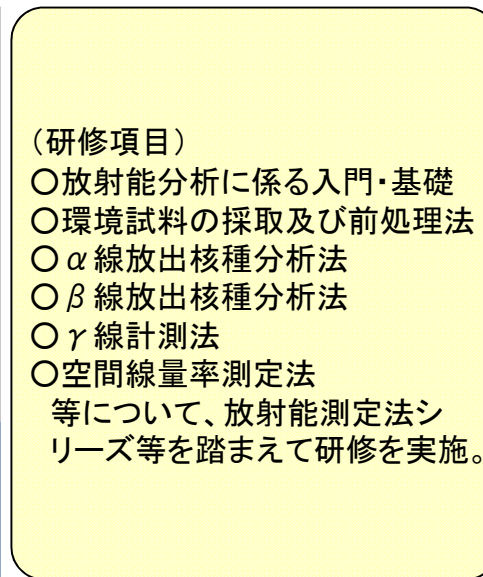 （研修項目）
○放射能分析に係る入門・基礎
○環境試料の採取及び前処理法
○α線放出核種分析法
○β線放出核種分析法
○γ線計測法
○空間線量率測定法
等について、放射能測定法シ
リーズ等を踏まえて研修を実施。